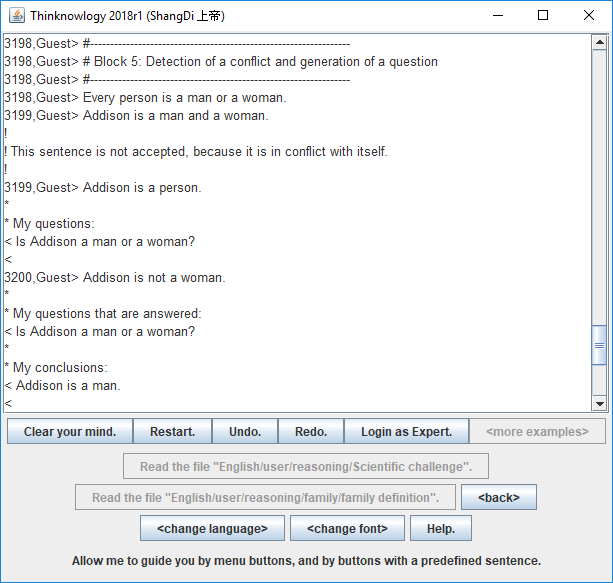 Thinknowlogy 2018r1 (ShangDi 上帝)
3198,Guest> #-----------------------------------------------------------------
3198,Guest> # Block 5: Detection of a conflict and generation of a question
3198,Guest> #-----------------------------------------------------------------
3198,Guest> Every person is a man or a woman.
3199,Guest> Addison is a man and a woman.
!
! This sentence is not accepted, because it is in conflict with itself.
!
3199,Guest> Addison is a person.
*
* My questions:
< Is Addison a man or a woman?
<
3200,Guest> Addison is not a woman.
*
* My questions that are answered:
< Is Addison a man or a woman?
*
* My conclusions:
< Addison is a man.
<
Clear your mind. Restart. Undo. Redo. Login as Expert. <more examples>
Read the file "English/user/reasoning/Scientific challenge".
Read the file "English/user/reasoning/family/family definition". <back>
<change language> <change font> Help.
Allow me to guide you by menu buttons, and by buttons with a predefined sentence.